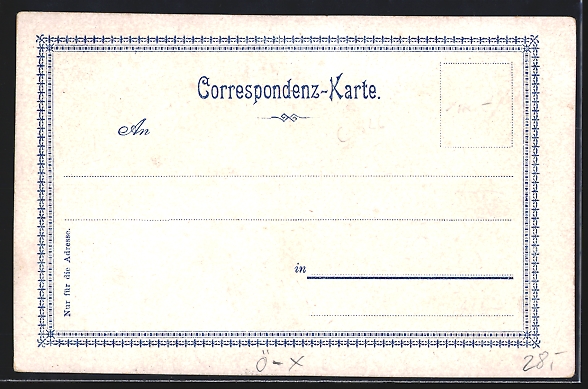 Correspondenz-Karte.
An
Nur für die Adresse.
in
Ö-X
28,-